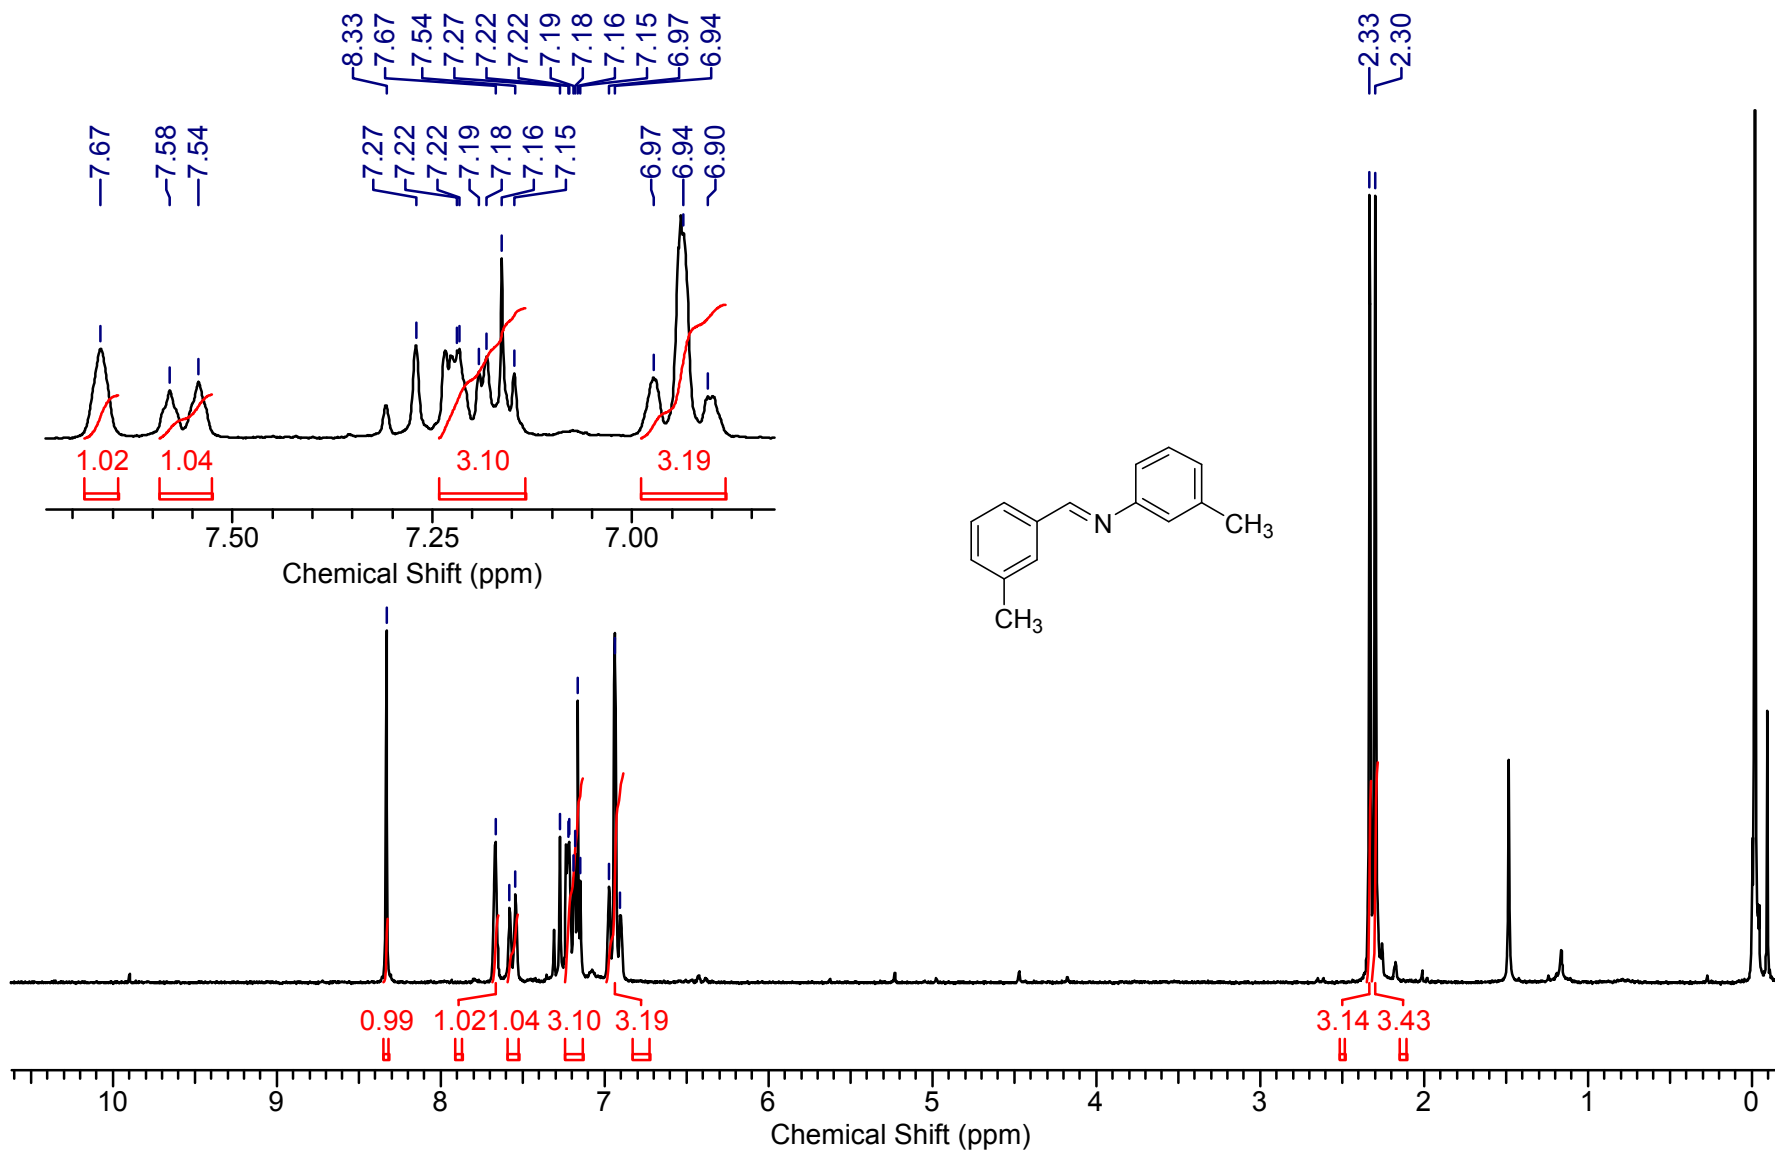 8.33 7.67 7.54 7.27 7.22 7.22 7.19 7.18 7.16 7.15 6.97 6.94 2.33 2.30
7.67 7.58 7.54 7.27 7.22 7.22 7.19 7.18 7.16 7.15 6.97 6.94 6.90
1.02 1.04 3.10 3.19
7.50 7.25 7.00
Chemical Shift (ppm)
N
CH3
CH3
0.99 1.02 1.04 3.10 3.19 3.14 3.43
10 9 8 7 6 5 4 3 2 1 0
Chemical Shift (ppm)